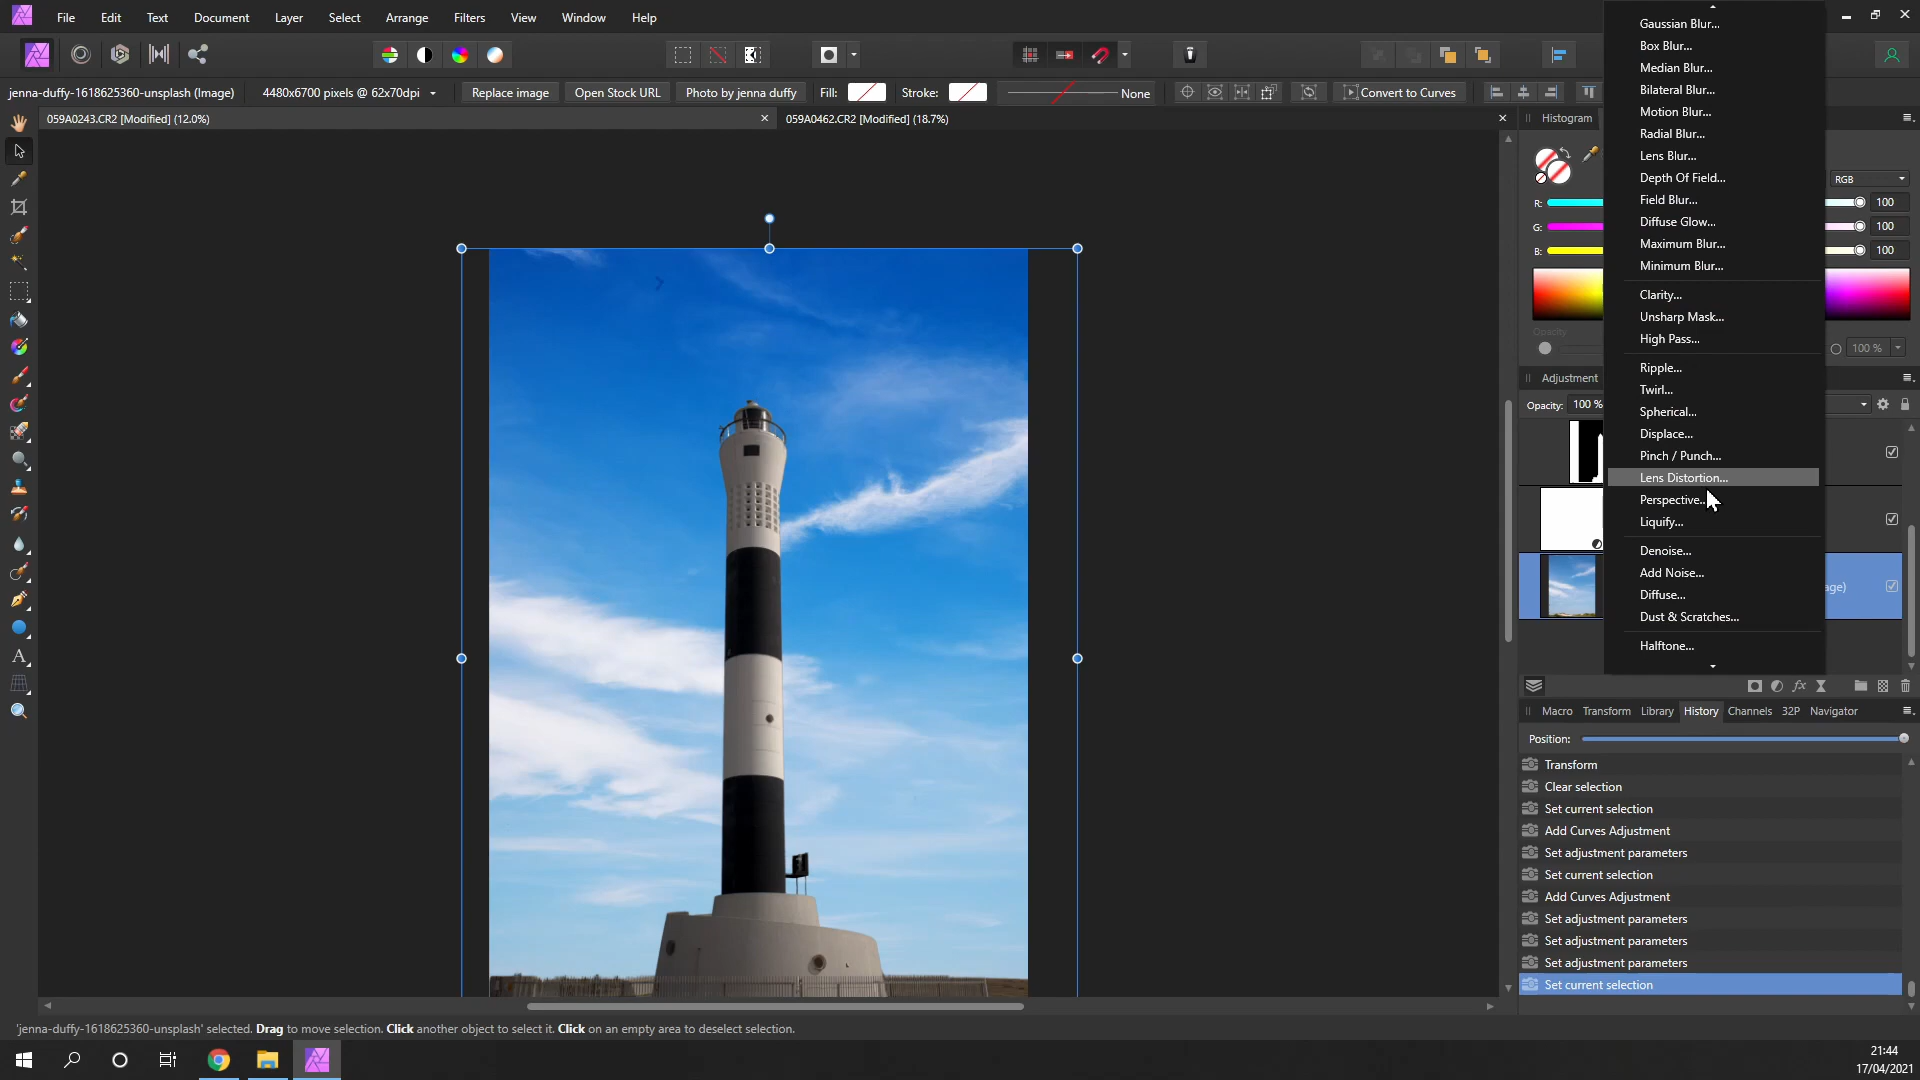 File Edit Text Document Layer Select Arrange Filters View Window Help
jenna-duffy-1618625360-unsplash (Image) 4480x6700 pixels @ 62x70dpi Replace image Open Stock URL Photo by jenna duffy Fill: Stroke: None Convert to Curves
059A0243.CR2 [Modified] (12.0%) 059A0462.CR2 [Modified] (18.7%)
Histogram
RGB
R: 100
G: 100
B: 100
Opacity
100 %
Adjustment
Opacity: 100 %
age)
Gaussian Blur...
Box Blur...
Median Blur...
Bilateral Blur...
Motion Blur...
Radial Blur...
Lens Blur...
Depth Of Field...
Field Blur...
Diffuse Glow...
Maximum Blur...
Minimum Blur...
Clarity...
Unsharp Mask...
High Pass...
Ripple...
Twirl...
Spherical...
Displace...
Pinch / Punch...
Lens Distortion...
Perspective...
Liquify...
Denoise...
Add Noise...
Diffuse...
Dust & Scratches...
Halftone...
Macro Transform Library History Channels 32P Navigator
Position:
Transform
Clear selection
Set current selection
Add Curves Adjustment
Set adjustment parameters
Set current selection
Add Curves Adjustment
Set adjustment parameters
Set adjustment parameters
Set adjustment parameters
Set current selection
'jenna-duffy-1618625360-unsplash' selected. Drag to move selection. Click another object to select it. Click on an empty area to deselect selection.
21:44
17/04/2021